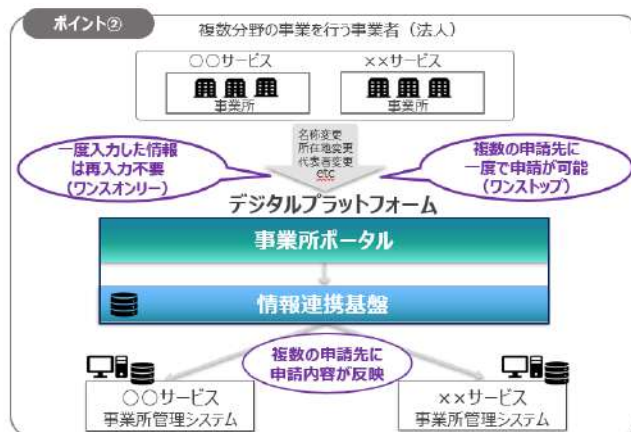 ポイント②
複数分野の事業を行う事業者（法人）
〇〇サービス
××サービス
事業所
事業所
名称変更
所在地変更
代表者変更
etc
一度入力した情報
は再入力不要
（ワンスオンリー）
複数の申請先に
一度で申請が可能
（ワンストップ）
デジタルプラットフォーム
事業所ポータル
情報連携基盤
複数の申請先に
申請内容が反映
〇〇サービス
事業所管理システム
××サービス
事業所管理システム